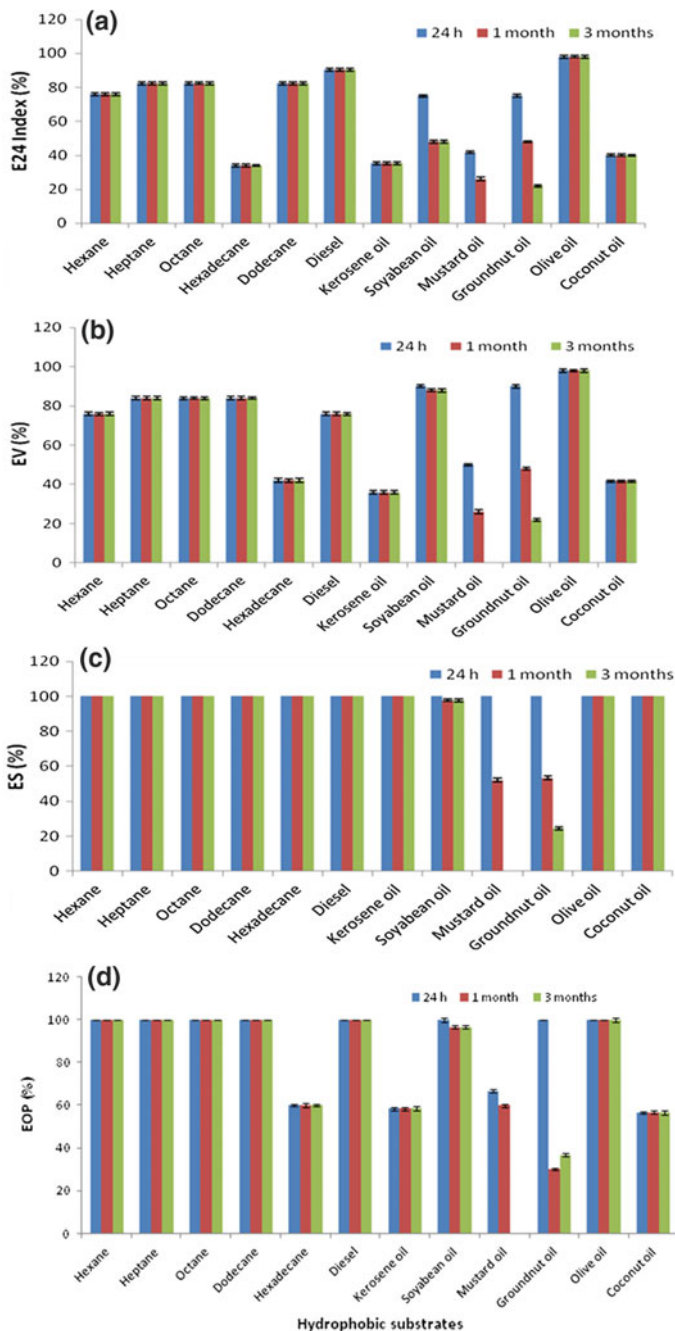 (a)
24 h 1 month 3 months
E24 Index (%)
120
100
80
60
40
20
0
Hexane
Heptane
Octane
Hexadecane
Dodecane
Diesel
Kerosene oil
Soyabean oil
Mustard oil
Groundnut oil
Olive oil
Coconut oil
(b)
24 h 1 month 3 months
EV (%)
120
100
80
60
40
20
0
Hexane
Heptane
Octane
Dodecane
Hexadecane
Diesel
Kerosene oil
Soyabean oil
Mustard oil
Groundnut oil
Olive oil
Coconut oil
(c)
24 h 1 month 3 months
ES (%)
120
100
80
60
40
20
0
Hexane
Heptane
Octane
Dodecane
Hexadecane
Diesel
Kerosene oil
Soyabean oil
Mustard oil
Groundnut oil
Olive oil
Coconut oil
(d)
24 h 1 month 3 months
EOP (%)
120
100
80
60
40
20
0
Hexane
Heptane
Octane
Dodecane
Hexadecane
Diesel
Kerosene oil
Soyabean oil
Mustard oil
Groundnut oil
Olive oil
Coconut oil
Hydrophobic substrates